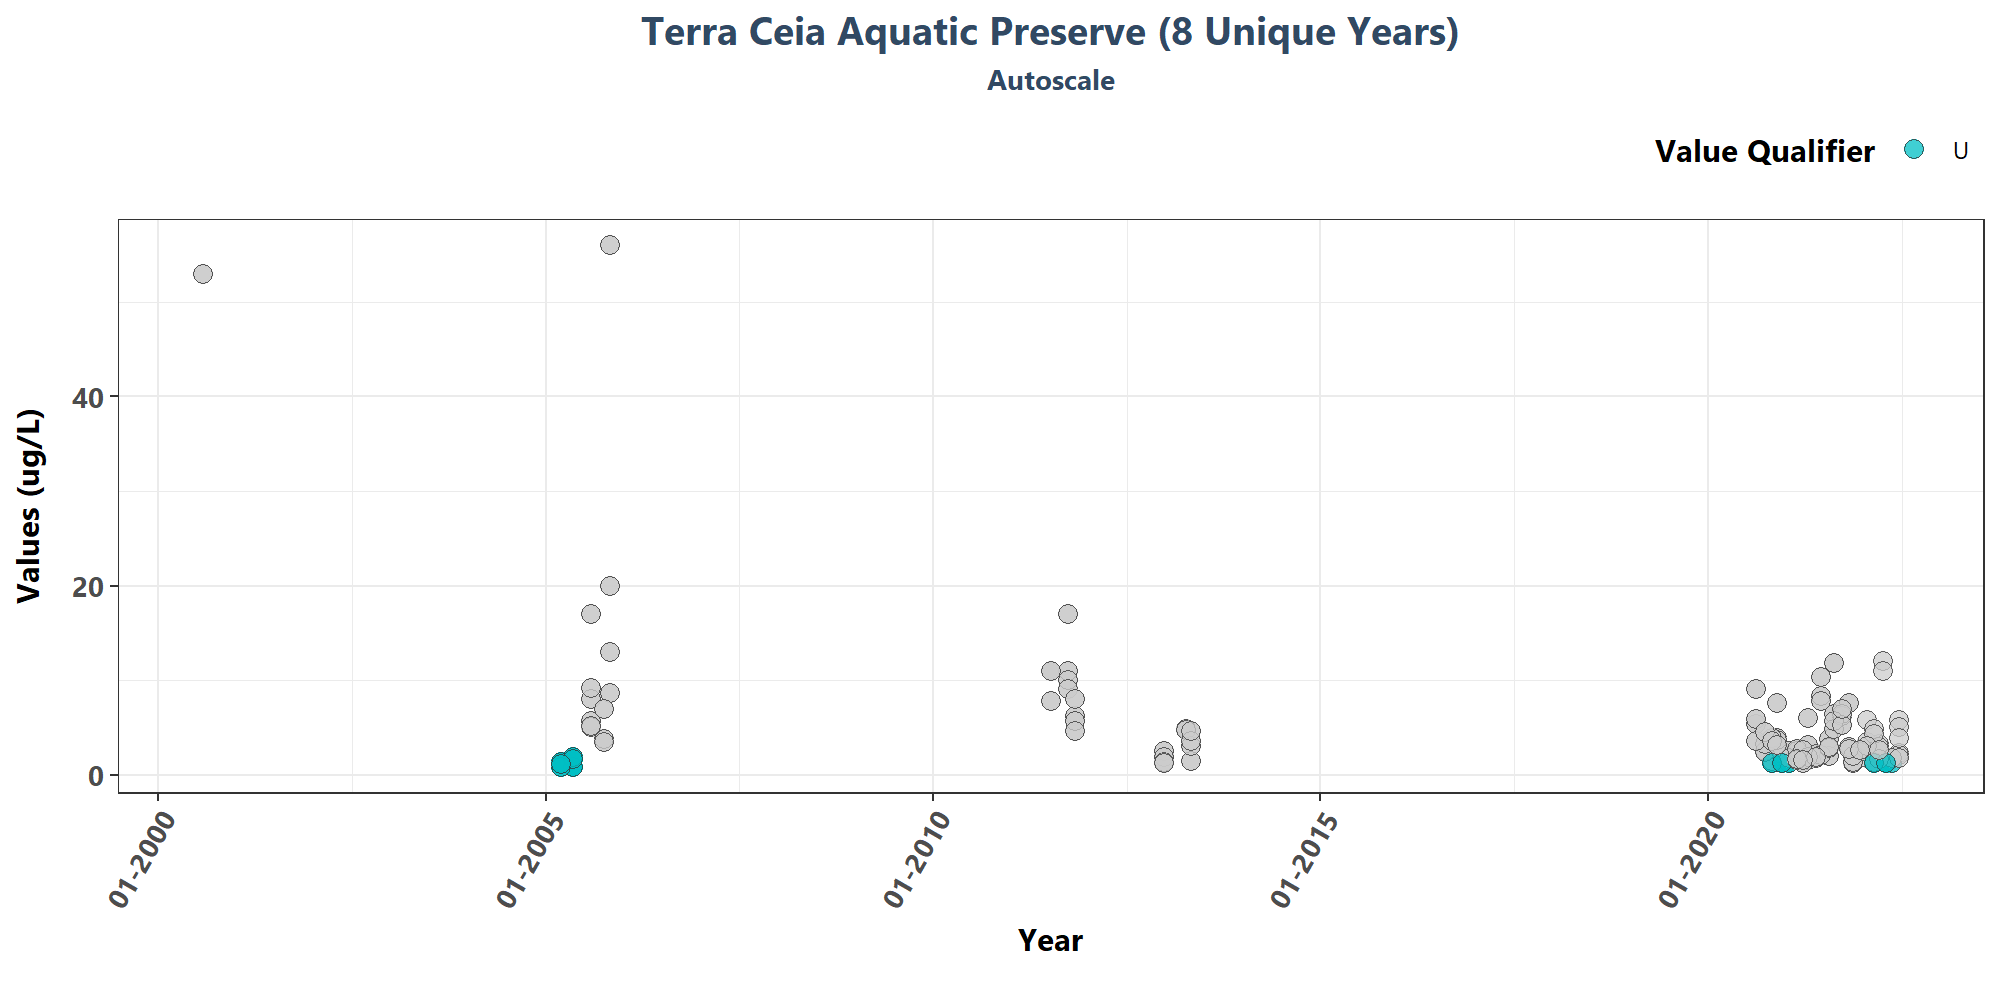 Terra Ceia Aquatic Preserve (8 Unique Years)
Autoscale
Value Qualifier U
Values (ug/L)
40
20
0
01-2000
01-2005
01-2010
01-2015
01-2020
Year